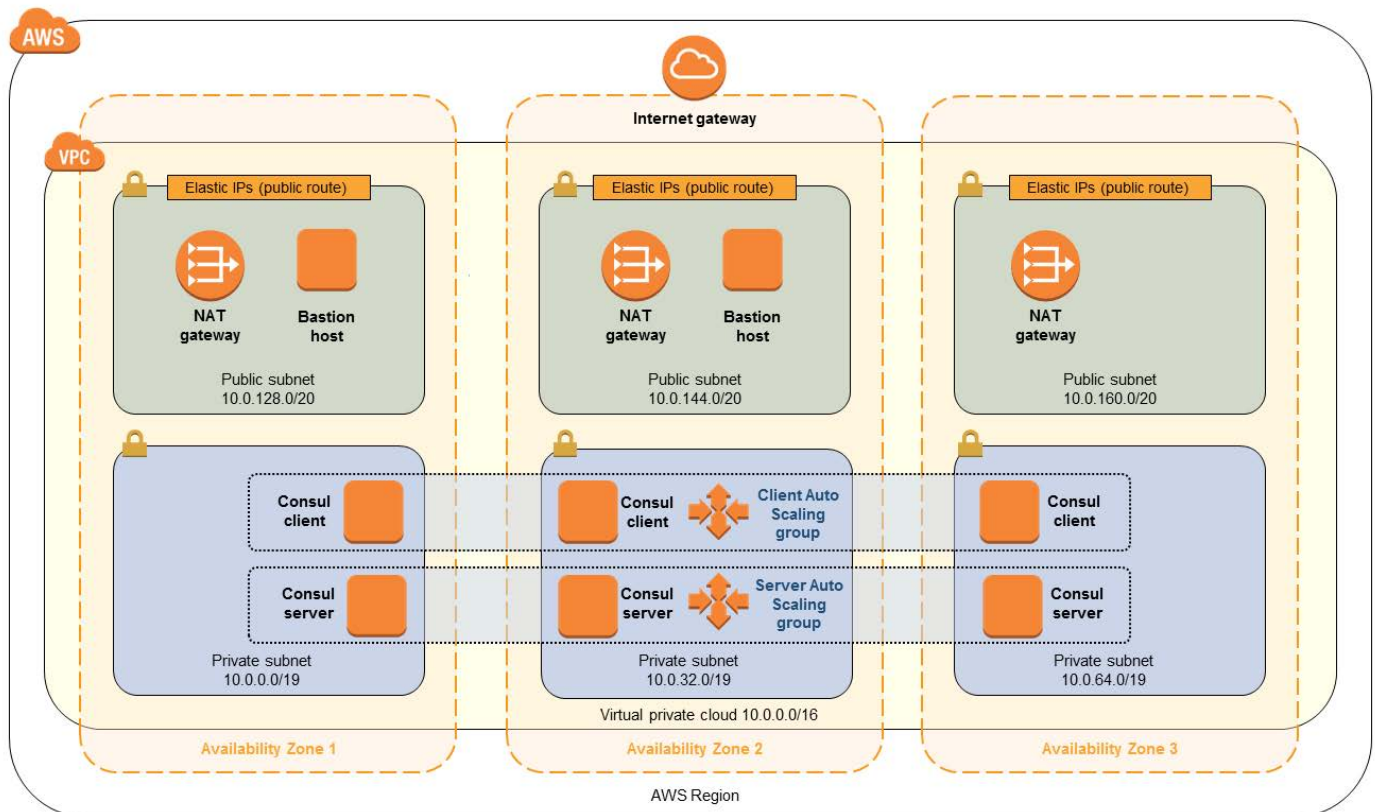 AWS
Internet gateway
VPC
Elastic IPs (public route)
Elastic IPs (public route)
Elastic IPs (public route)
NAT
gateway
Bastion
host
NAT
gateway
Bastion
host
NAT
gateway
Public subnet
10.0.128.0/20
Public subnet
10.0.144.0/20
Public subnet
10.0.160.0/20
Consul
client
Consul
client
Client Auto
Scaling
group
Consul
client
Consul
server
Consul
server
Server Auto
Scaling
group
Consul
server
Private subnet
10.0.0.0/19
Private subnet
10.0.32.0/19
Private subnet
10.0.64.0/19
Virtual private cloud 10.0.0.0/16
Availability Zone 1
Availability Zone 2
Availability Zone 3
AWS Region